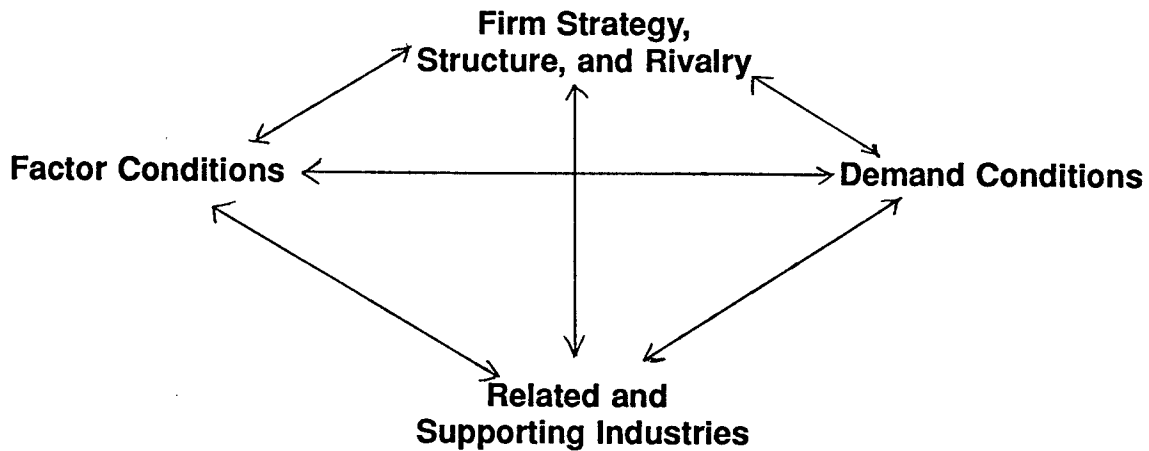 Firm Strategy,
Structure, and Rivalry
Factor Conditions
Demand Conditions
Related and
Supporting Industries